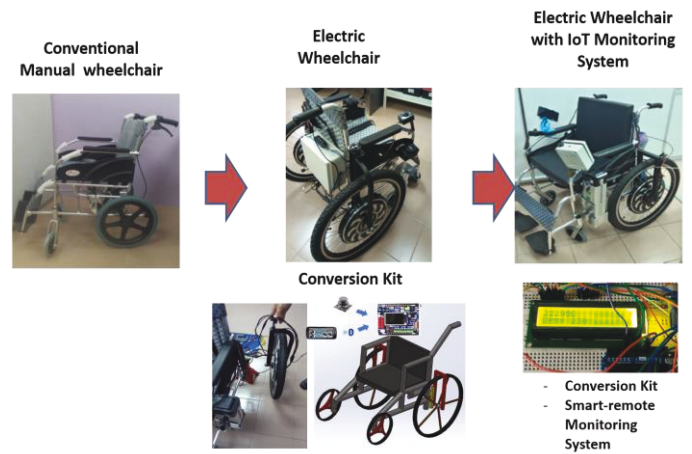 Conventional
Manual wheelchair
Electric
Wheelchair
Electric Wheelchair
with IoT Monitoring
System
Conversion Kit
- Conversion Kit
- Smart-remote
Monitoring
System